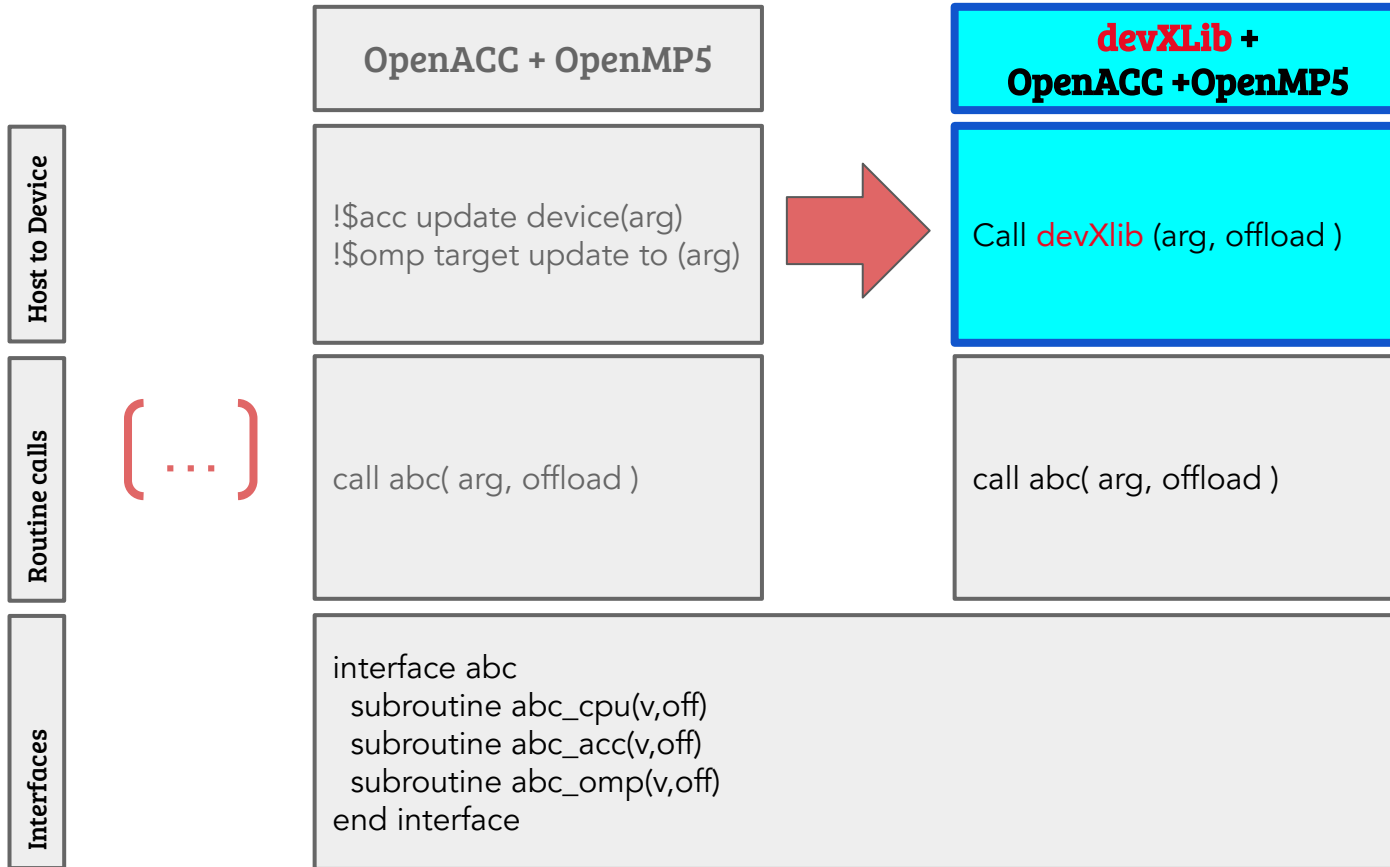 OpenACC + OpenMP5
devXLib +
OpenACC +OpenMP5
Host to Device
!$acc update device(arg)
!$omp target update to (arg)
Call devXlib (arg, offload )
Routine calls
[ ... ]
call abc( arg, offload )
call abc( arg, offload )
Interfaces
interface abc
subroutine abc_cpu(v,off)
subroutine abc_acc(v,off)
subroutine abc_omp(v,off)
end interface